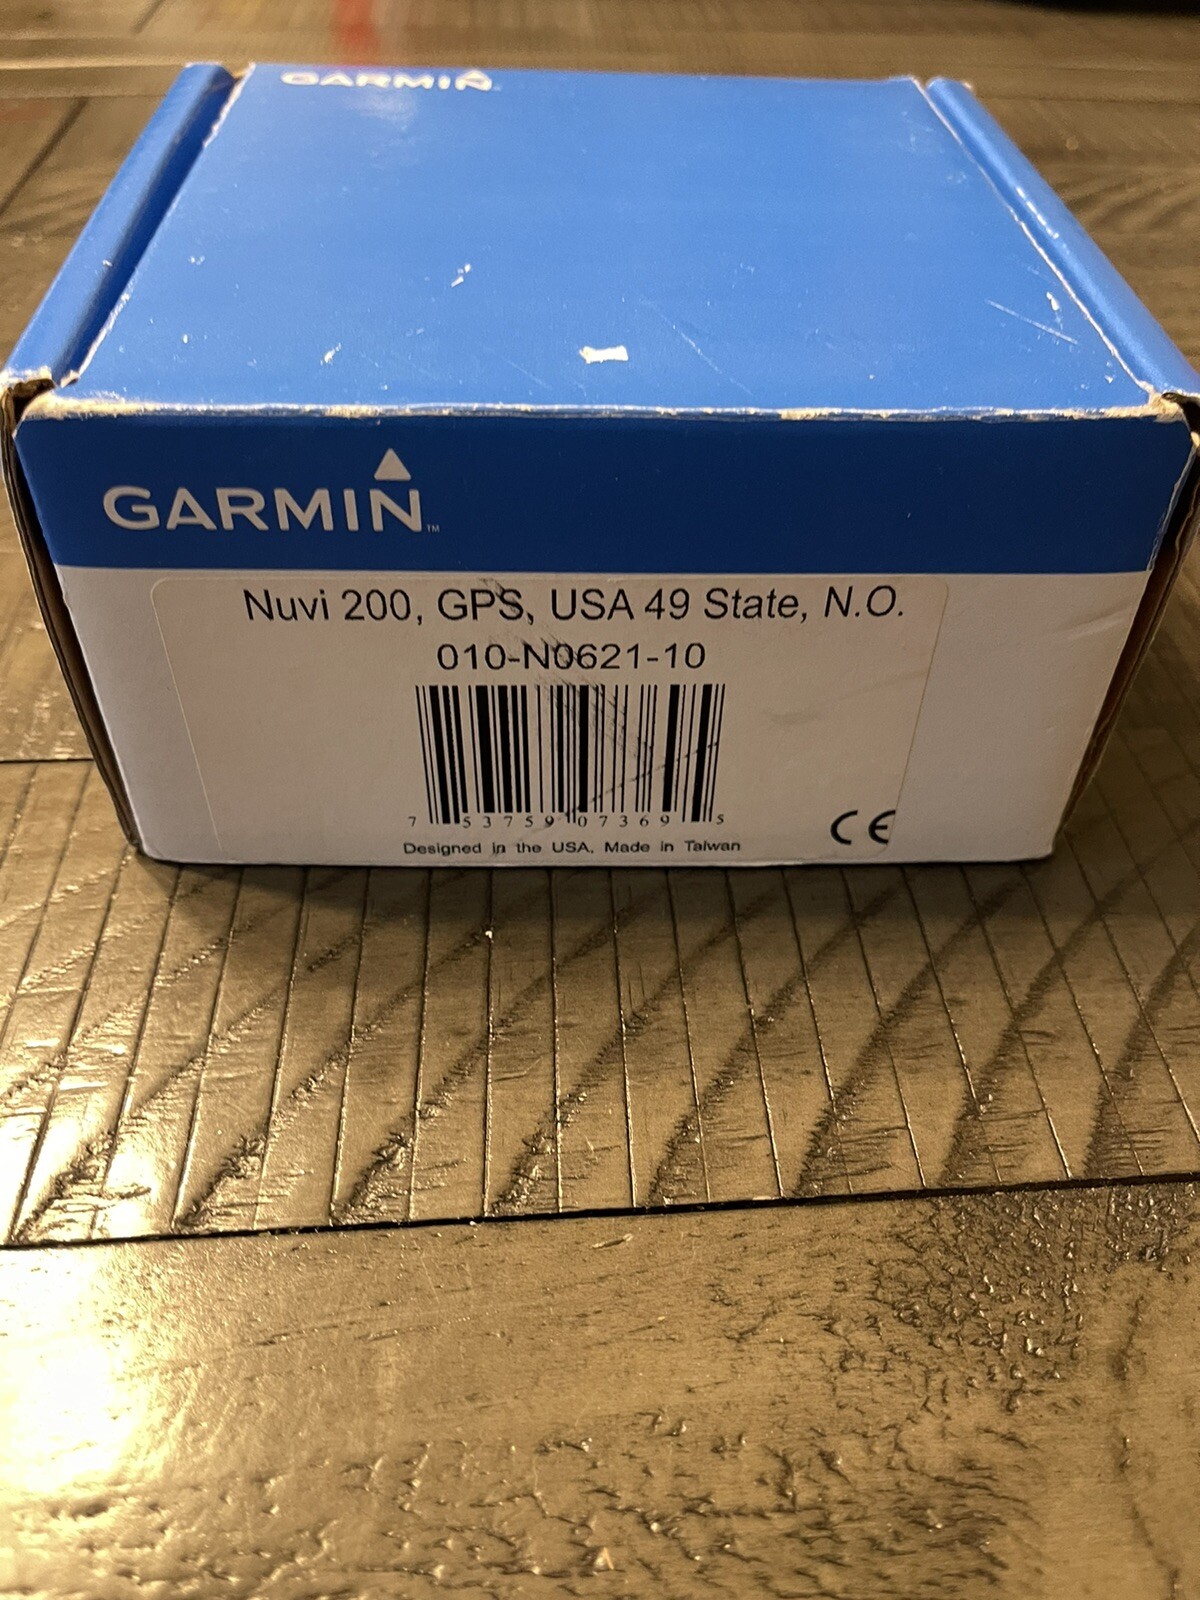 GARMIN
GARMIN™
Nuvi 200, GPS, USA 49 State, N.O.
010-N0621-10
7 53759 07369 5
Designed in the USA, Made in Taiwan
CE